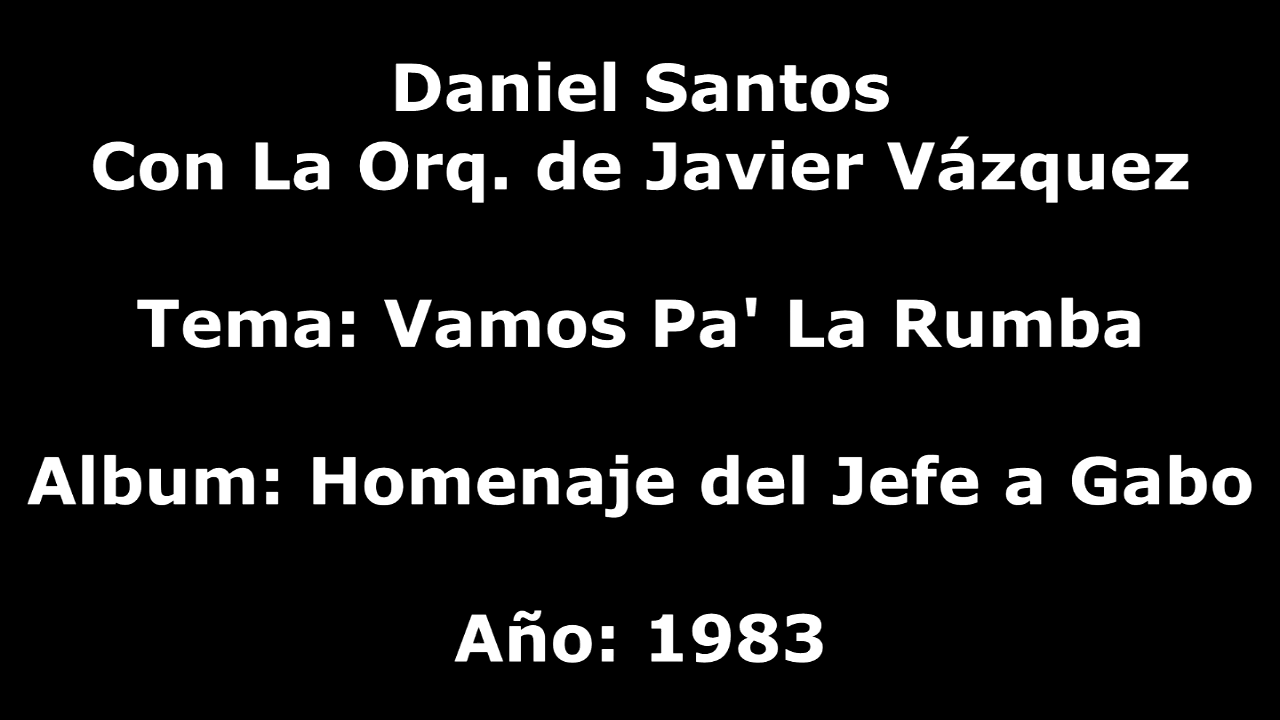 Daniel Santos
Con La Orq. de Javier Vázquez
Tema: Vamos Pa' La Rumba
Album: Homenaje del Jefe a Gabo
Año: 1983